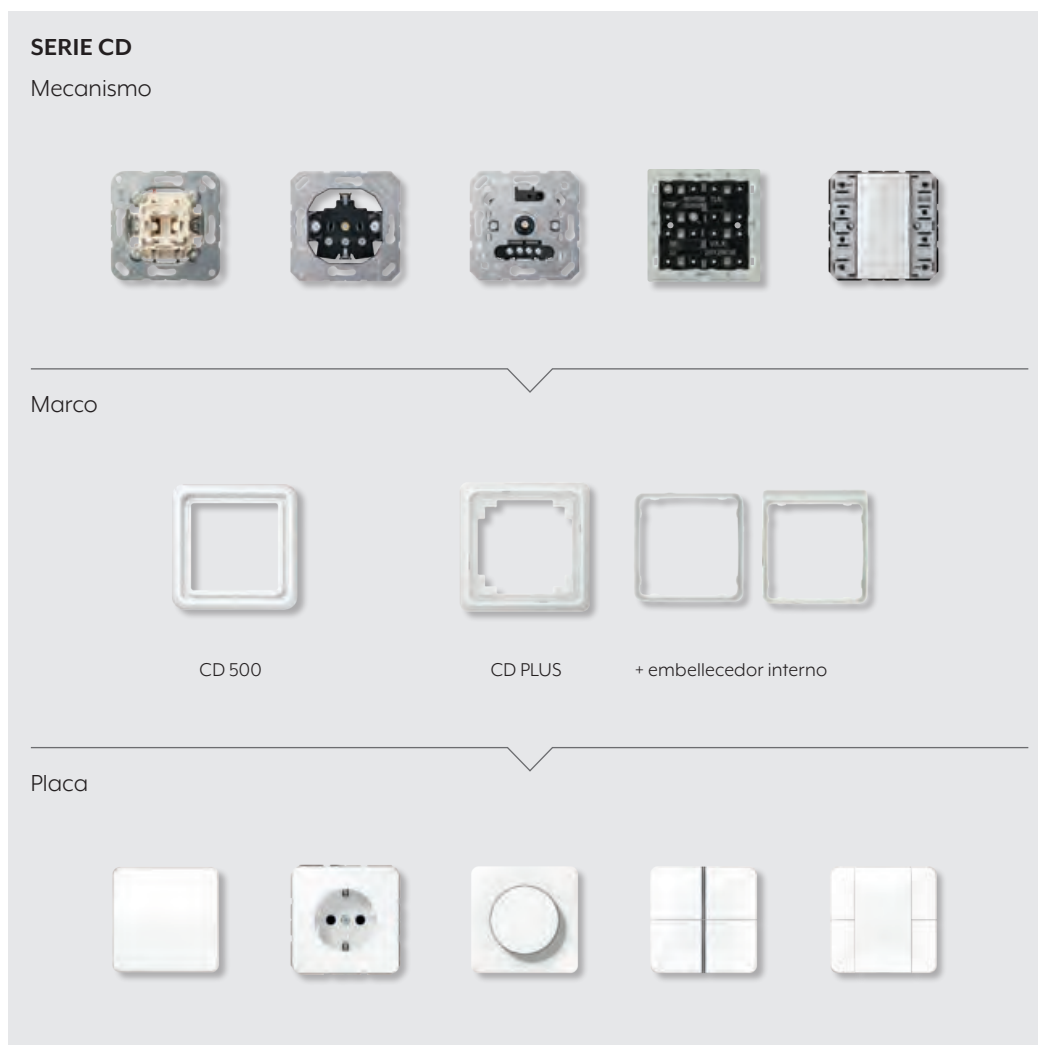 SERIE CD
Mecanismo
Marco
CD 500
CD PLUS
+ embellecedor interno
Placa